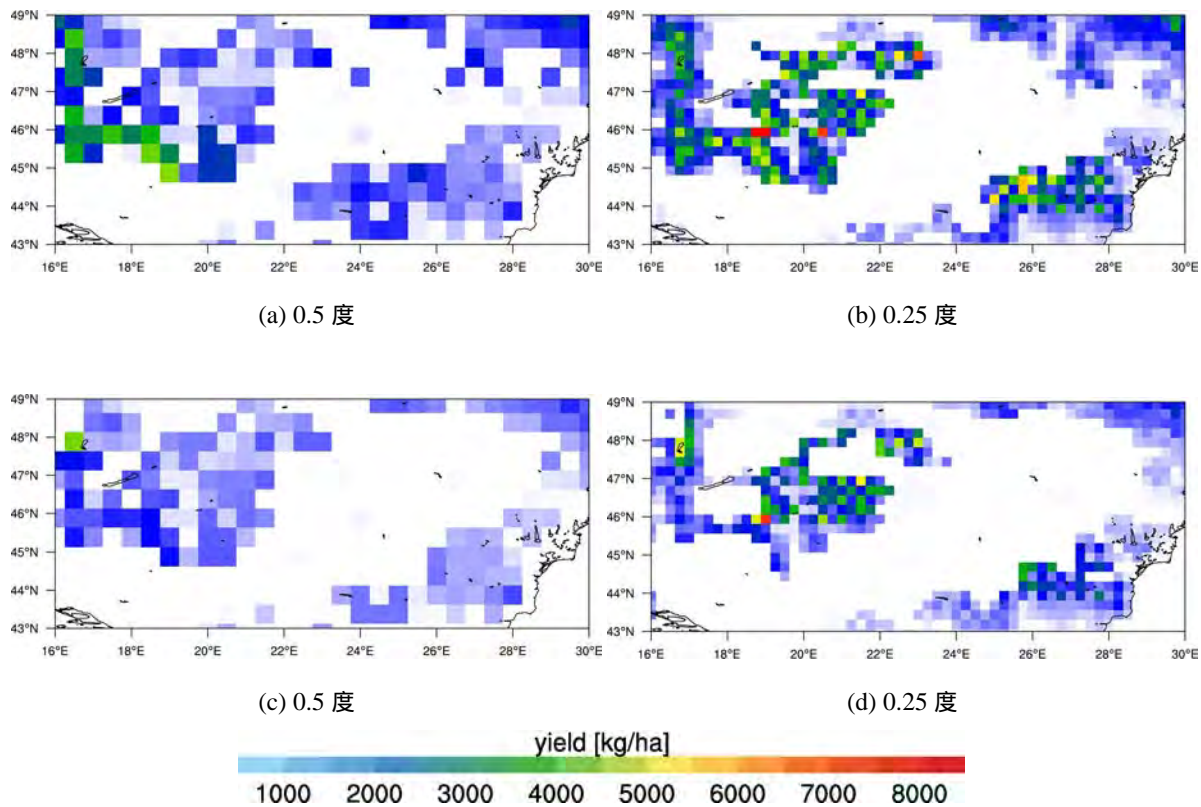 49°N 49°N
48°N 48°N
47°N 47°N
46°N 46°N
45°N 45°N
44°N 44°N
43°N 43°N
16°E 18°E 20°E 22°E 24°E 26°E 28°E 30°E 16°E 18°E 20°E 22°E 24°E 26°E 28°E 30°E
(a) 0.5 度 (b) 0.25 度
49°N 49°N
48°N 48°N
47°N 47°N
46°N 46°N
45°N 45°N
44°N 44°N
43°N 43°N
16°E 18°E 20°E 22°E 24°E 26°E 28°E 30°E 16°E 18°E 20°E 22°E 24°E 26°E 28°E 30°E
(c) 0.5 度 (d) 0.25 度
yield [kg/ha]
1000 2000 3000 4000 5000 6000 7000 8000